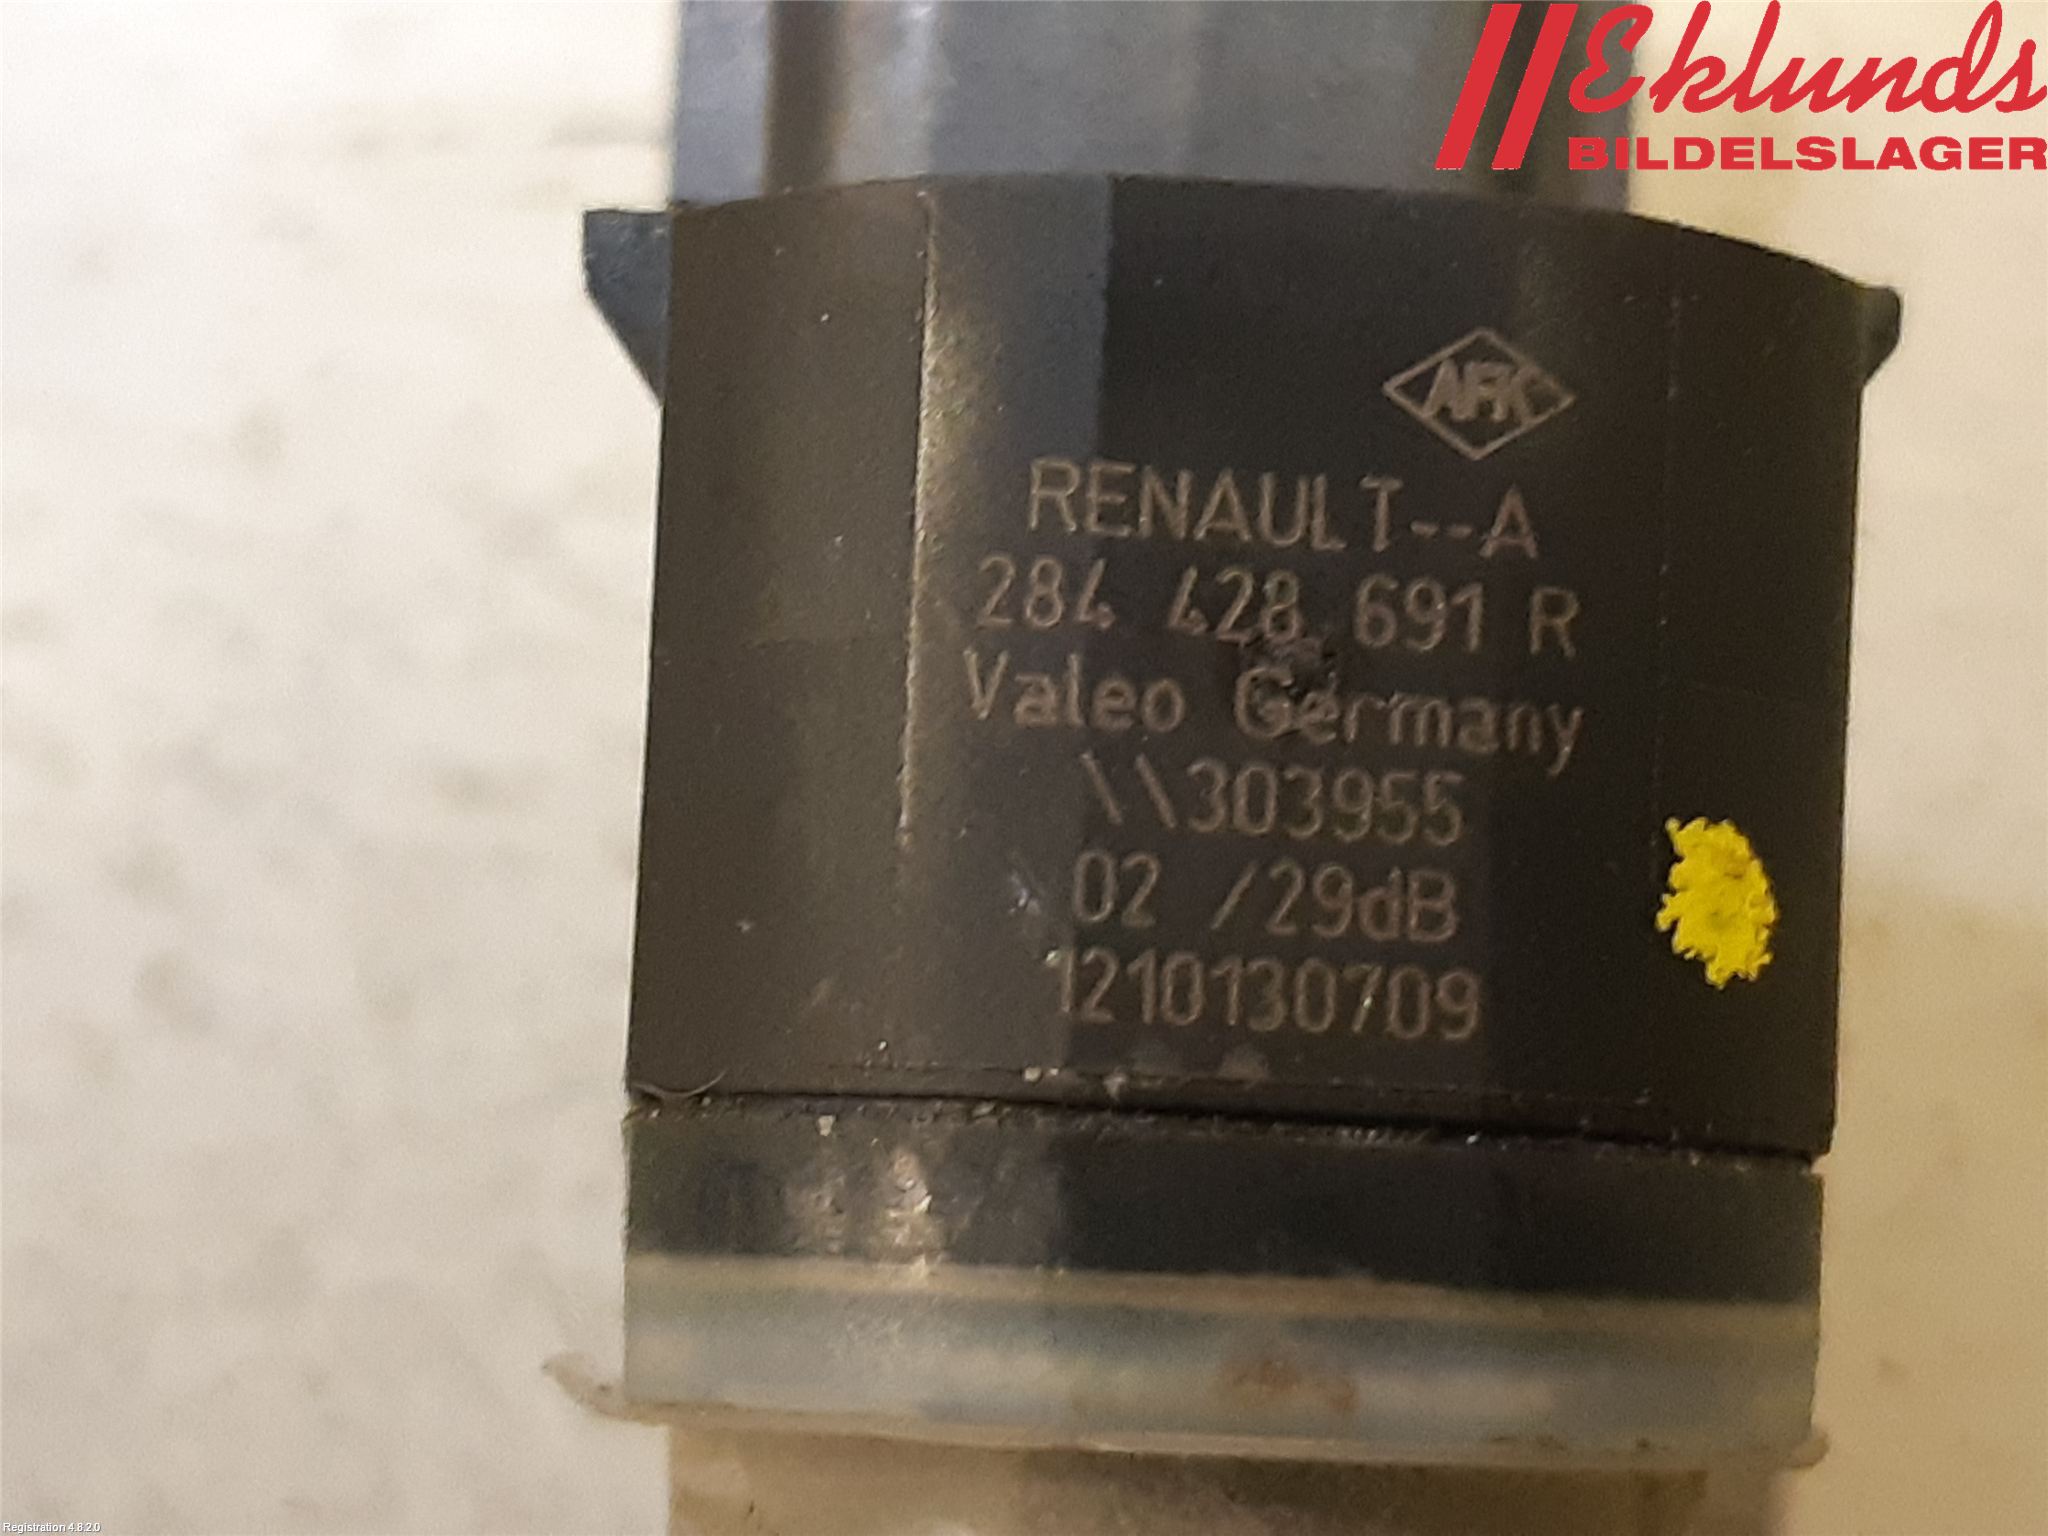 Eklunds
BILDELSLAGER
AFK
RENAULT--A
284 428 691 R
Valeo Germany
\\303955
02 /29dB
1210130709
Registration 4.8.2.0